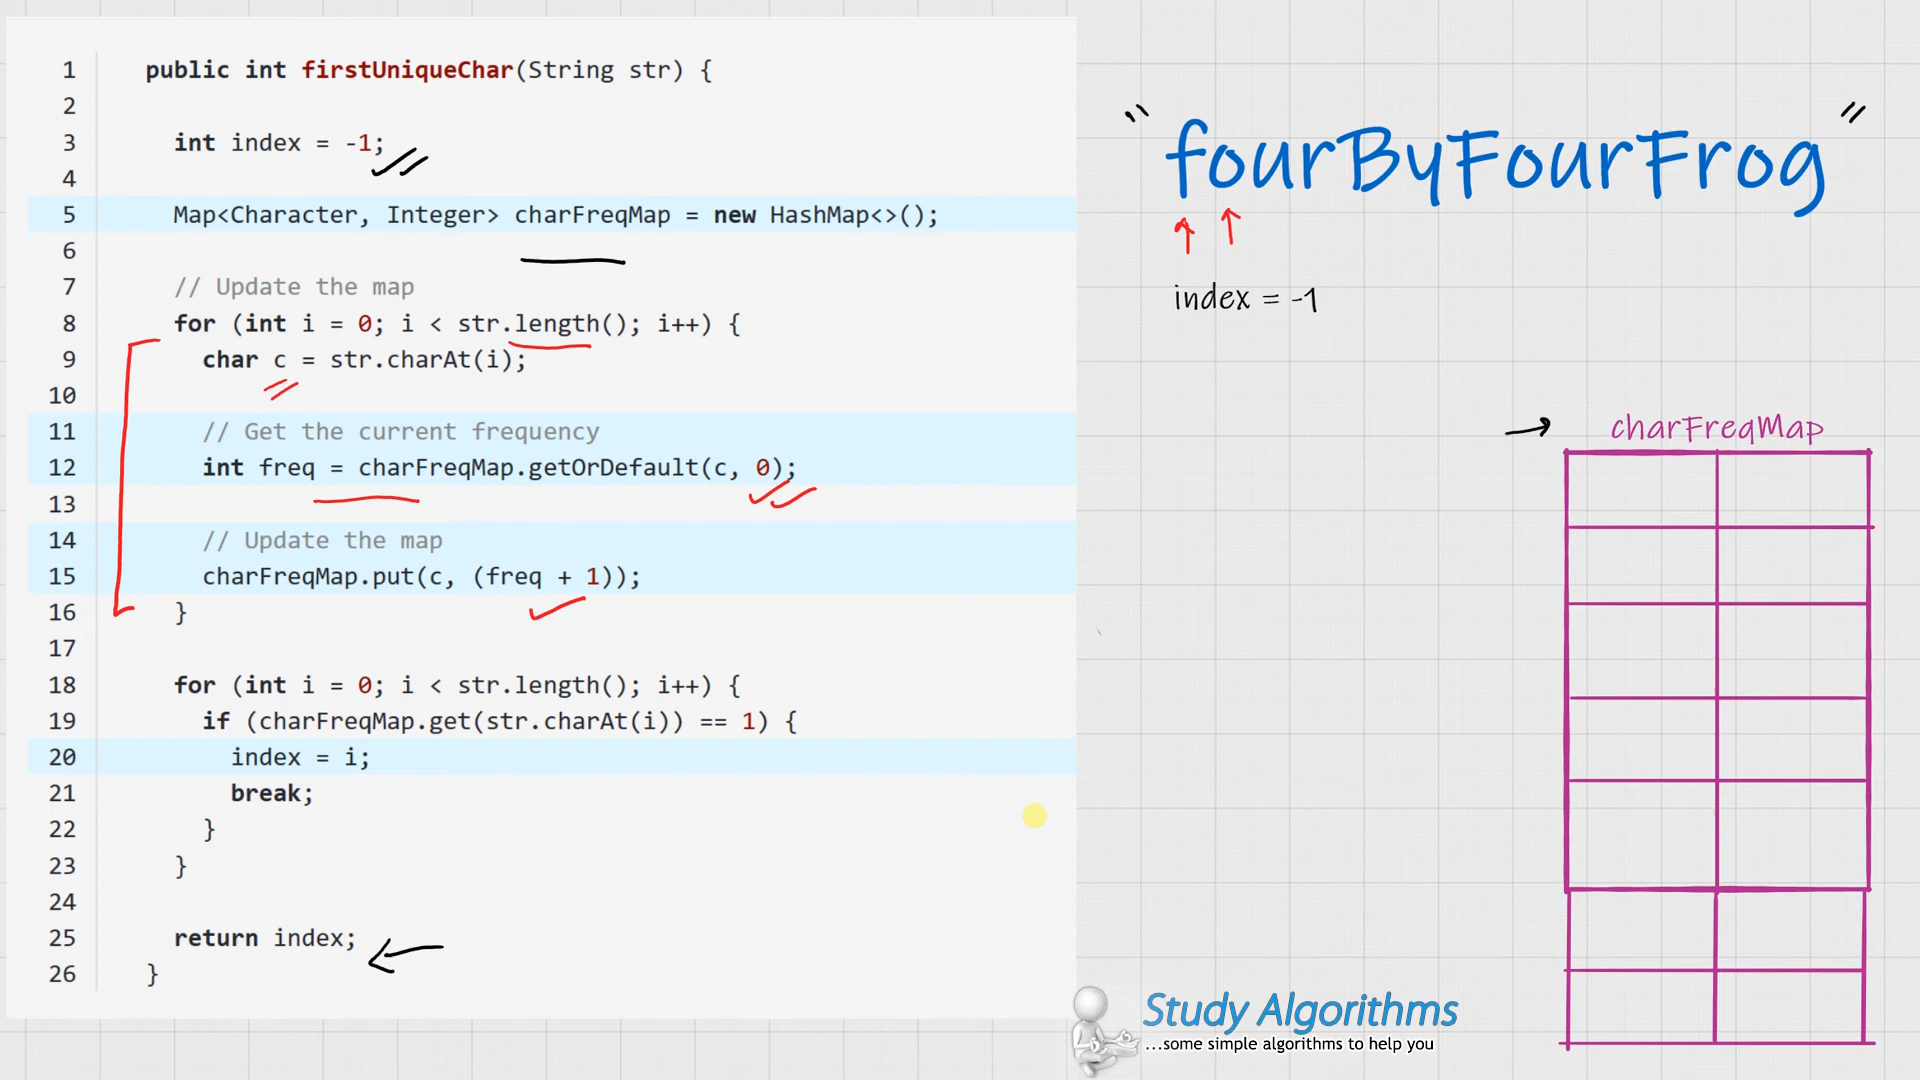 1 public int firstUniqueChar(String str) {
2
3 int index = -1;
4
5 Map<Character, Integer> charFreqMap = new HashMap<>();
6
7 // Update the map
8 for (int i = 0; i < str.length(); i++) {
9 char c = str.charAt(i);
10
11 // Get the current frequency
12 int freq = charFreqMap.getOrDefault(c, 0);
13
14 // Update the map
15 charFreqMap.put(c, (freq + 1));
16 }
17
18 for (int i = 0; i < str.length(); i++) {
19 if (charFreqMap.get(str.charAt(i)) == 1) {
20 index = i;
21 break;
22 }
23 }
24
25 return index;
26 }
"fourByFourFrog"
index = -1
charFreqMap
Study Algorithms
...some simple algorithms to help you